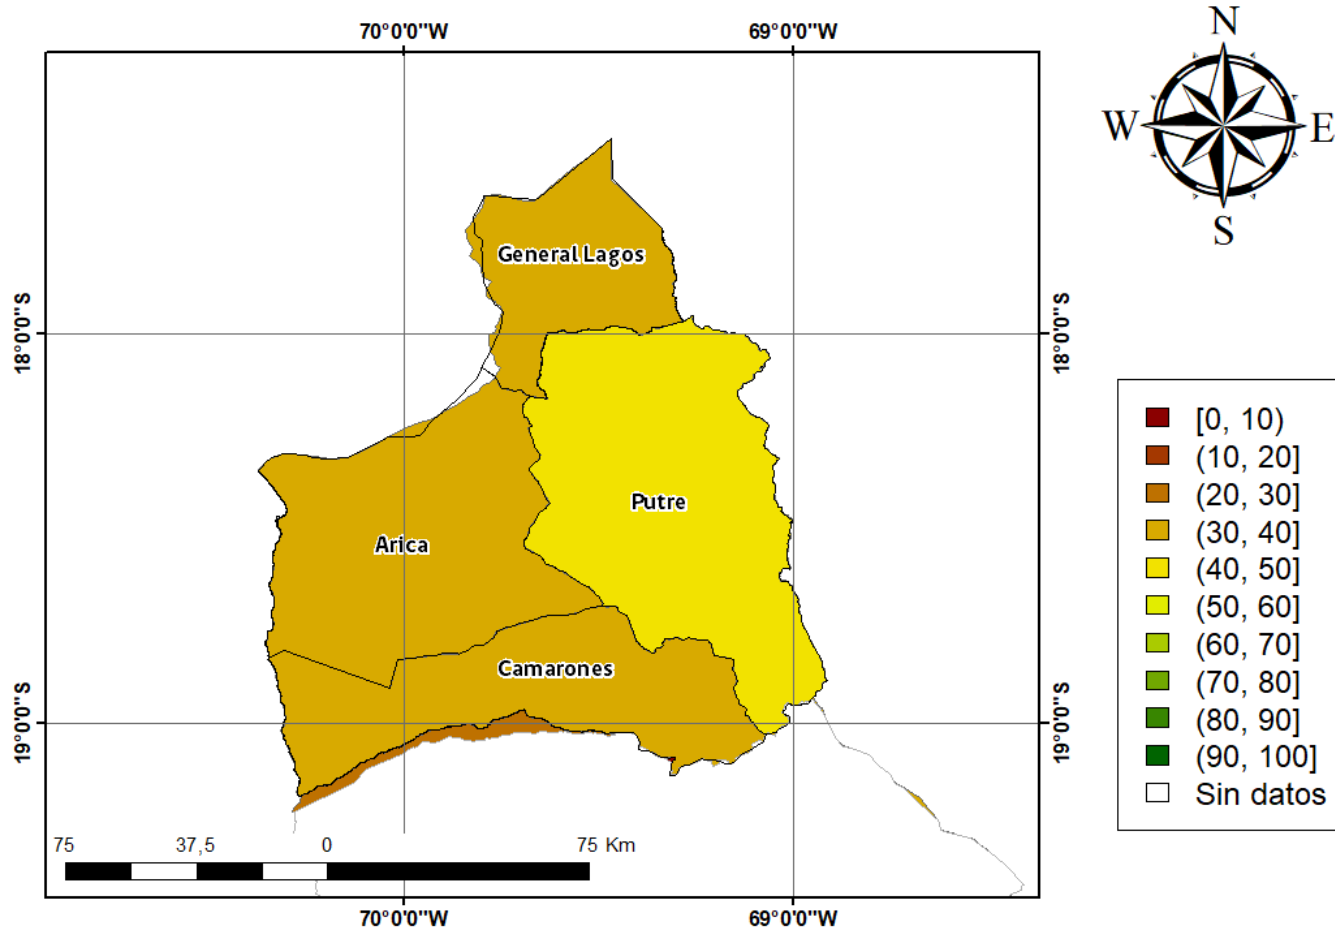 70°0'0"W
69°0'0"W
N
W
E
S
General Lagos
18°0'0"S
18°0'0"S
Putre
Arica
Camarones
19°0'0"S
19°0'0"S
[0, 10)
(10, 20]
(20, 30]
(30, 40]
(40, 50]
(50, 60]
(60, 70]
(70, 80]
(80, 90]
(90, 100]
Sin datos
75
37,5
0
75 Km
70°0'0"W
69°0'0"W